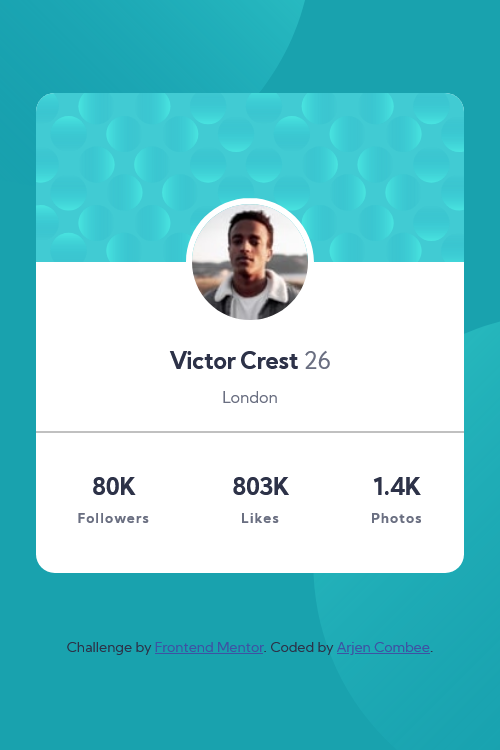 Victor Crest 26
London
80K 803K 1.4K
Followers Likes Photos
Challenge by Frontend Mentor. Coded by Arjen Combee.